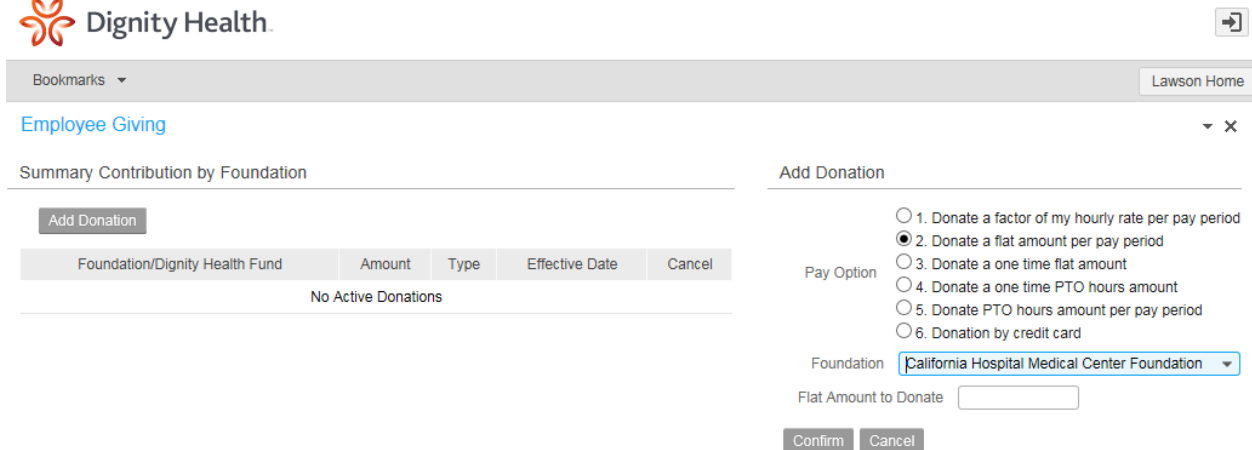 Dignity Health
Bookmarks
Lawson Home
Employee Giving
Summary Contribution by Foundation
Add Donation
Foundation/Dignity Health Fund Amount Type Effective Date Cancel
No Active Donations
Add Donation
Pay Option
1. Donate a factor of my hourly rate per pay period
2. Donate a flat amount per pay period
3. Donate a one time flat amount
4. Donate a one time PTO hours amount
5. Donate PTO hours amount per pay period
6. Donation by credit card
Foundation California Hospital Medical Center Foundation
Flat Amount to Donate
Confirm Cancel